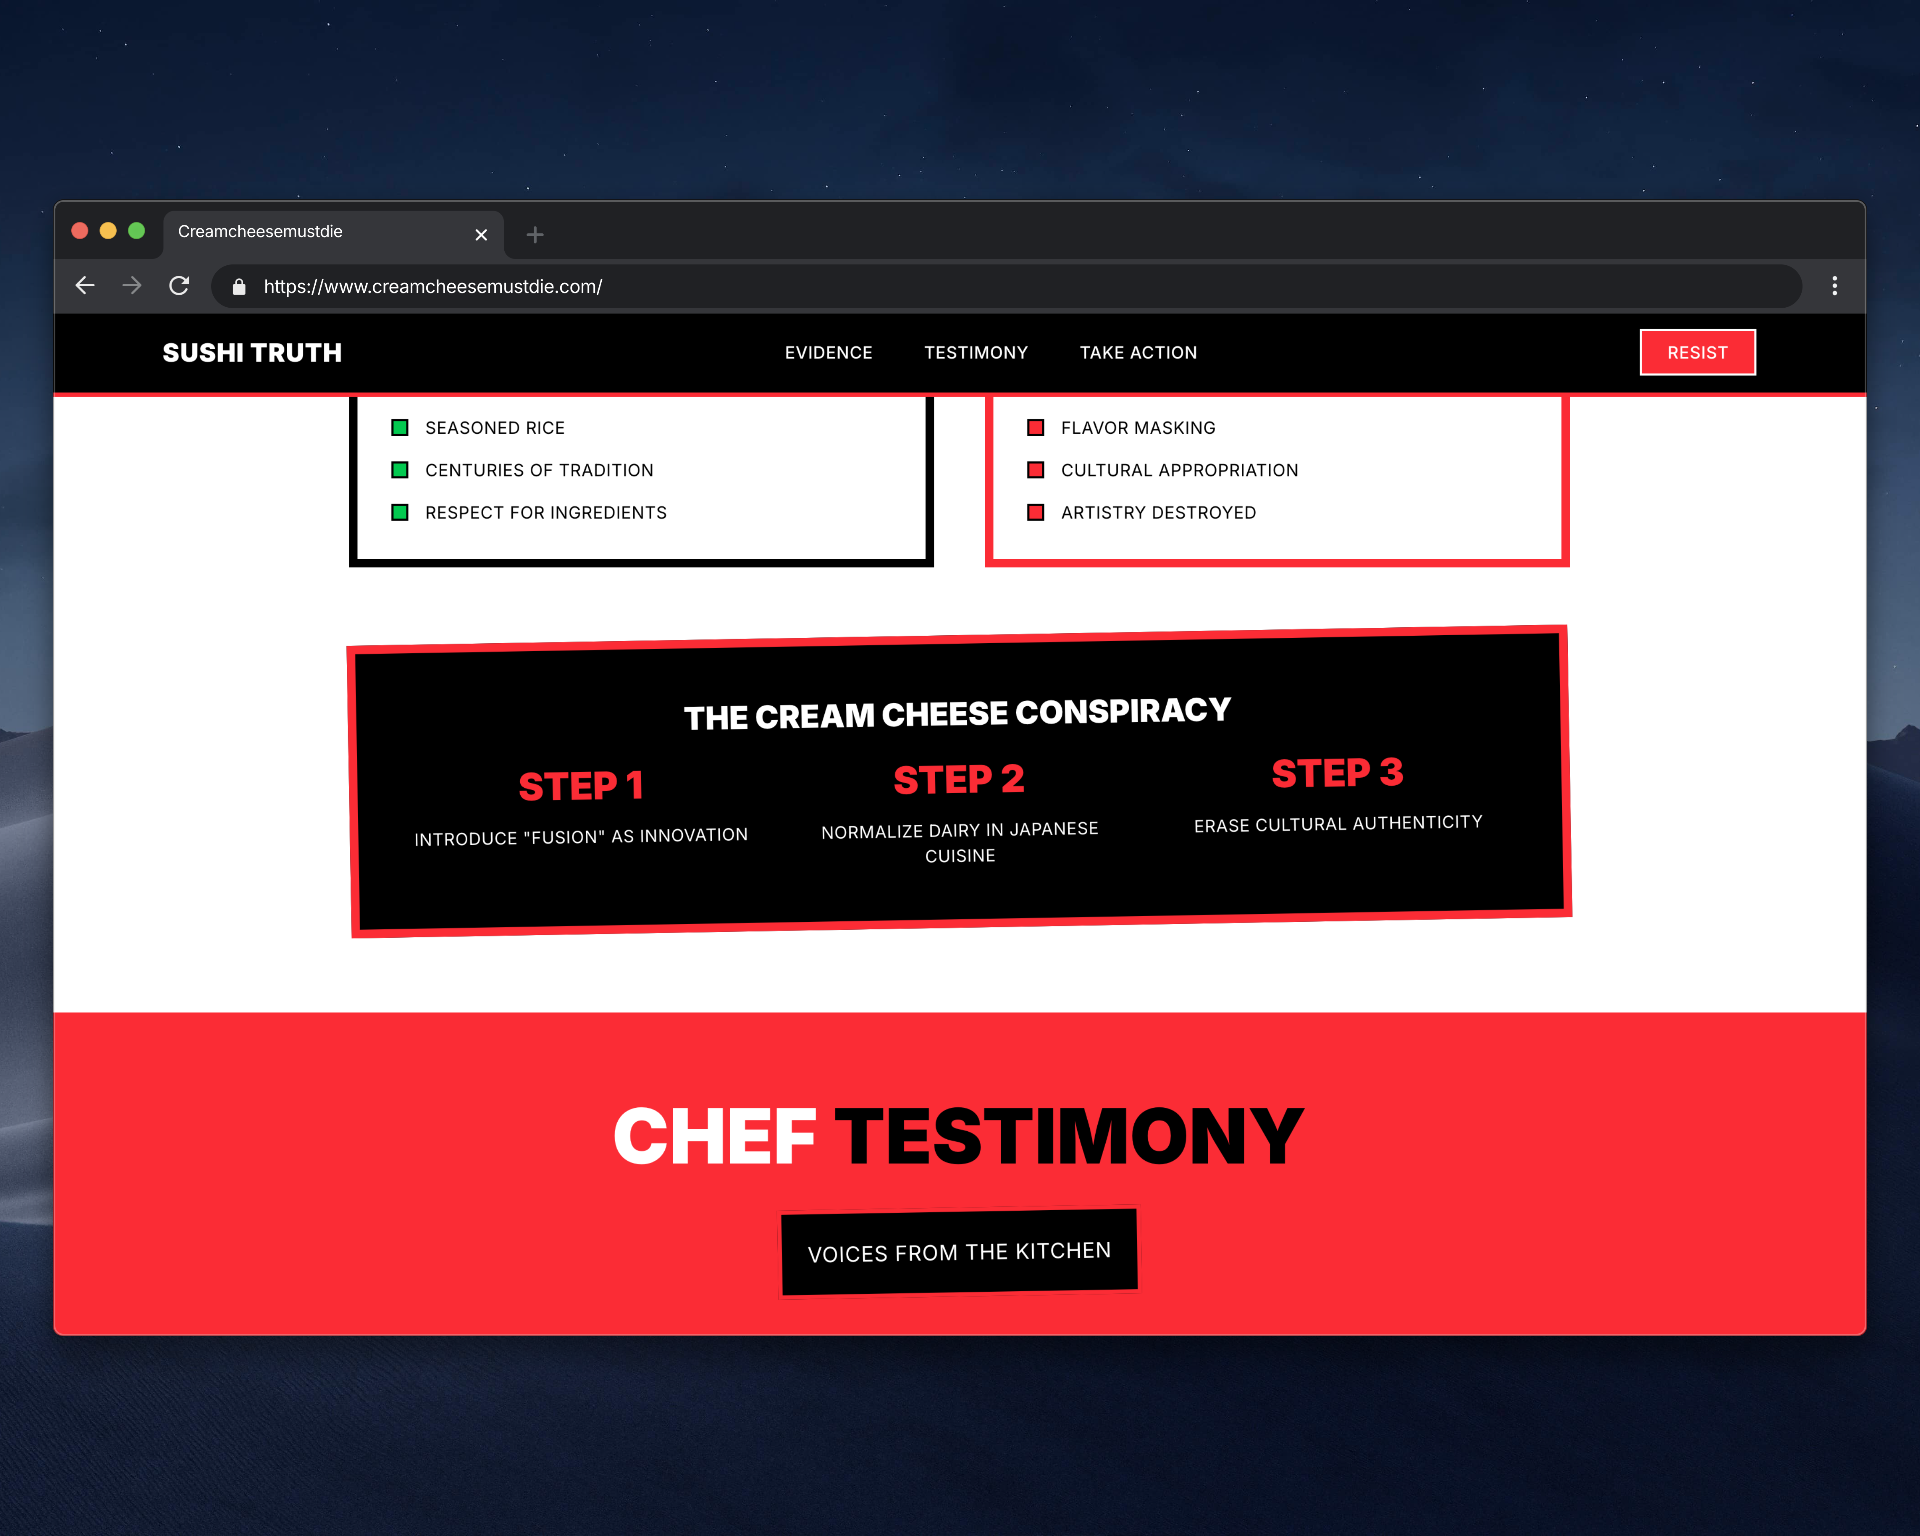 Creamcheesemustdie
https://www.creamcheesemustdie.com/
SUSHI TRUTH
EVIDENCE
TESTIMONY
TAKE ACTION
RESIST
SEASONED RICE
CENTURIES OF TRADITION
RESPECT FOR INGREDIENTS
FLAVOR MASKING
CULTURAL APPROPRIATION
ARTISTRY DESTROYED
THE CREAM CHEESE CONSPIRACY
STEP 1
INTRODUCE "FUSION" AS INNOVATION
STEP 2
NORMALIZE DAIRY IN JAPANESE
CUISINE
STEP 3
ERASE CULTURAL AUTHENTICITY
CHEF TESTIMONY
VOICES FROM THE KITCHEN